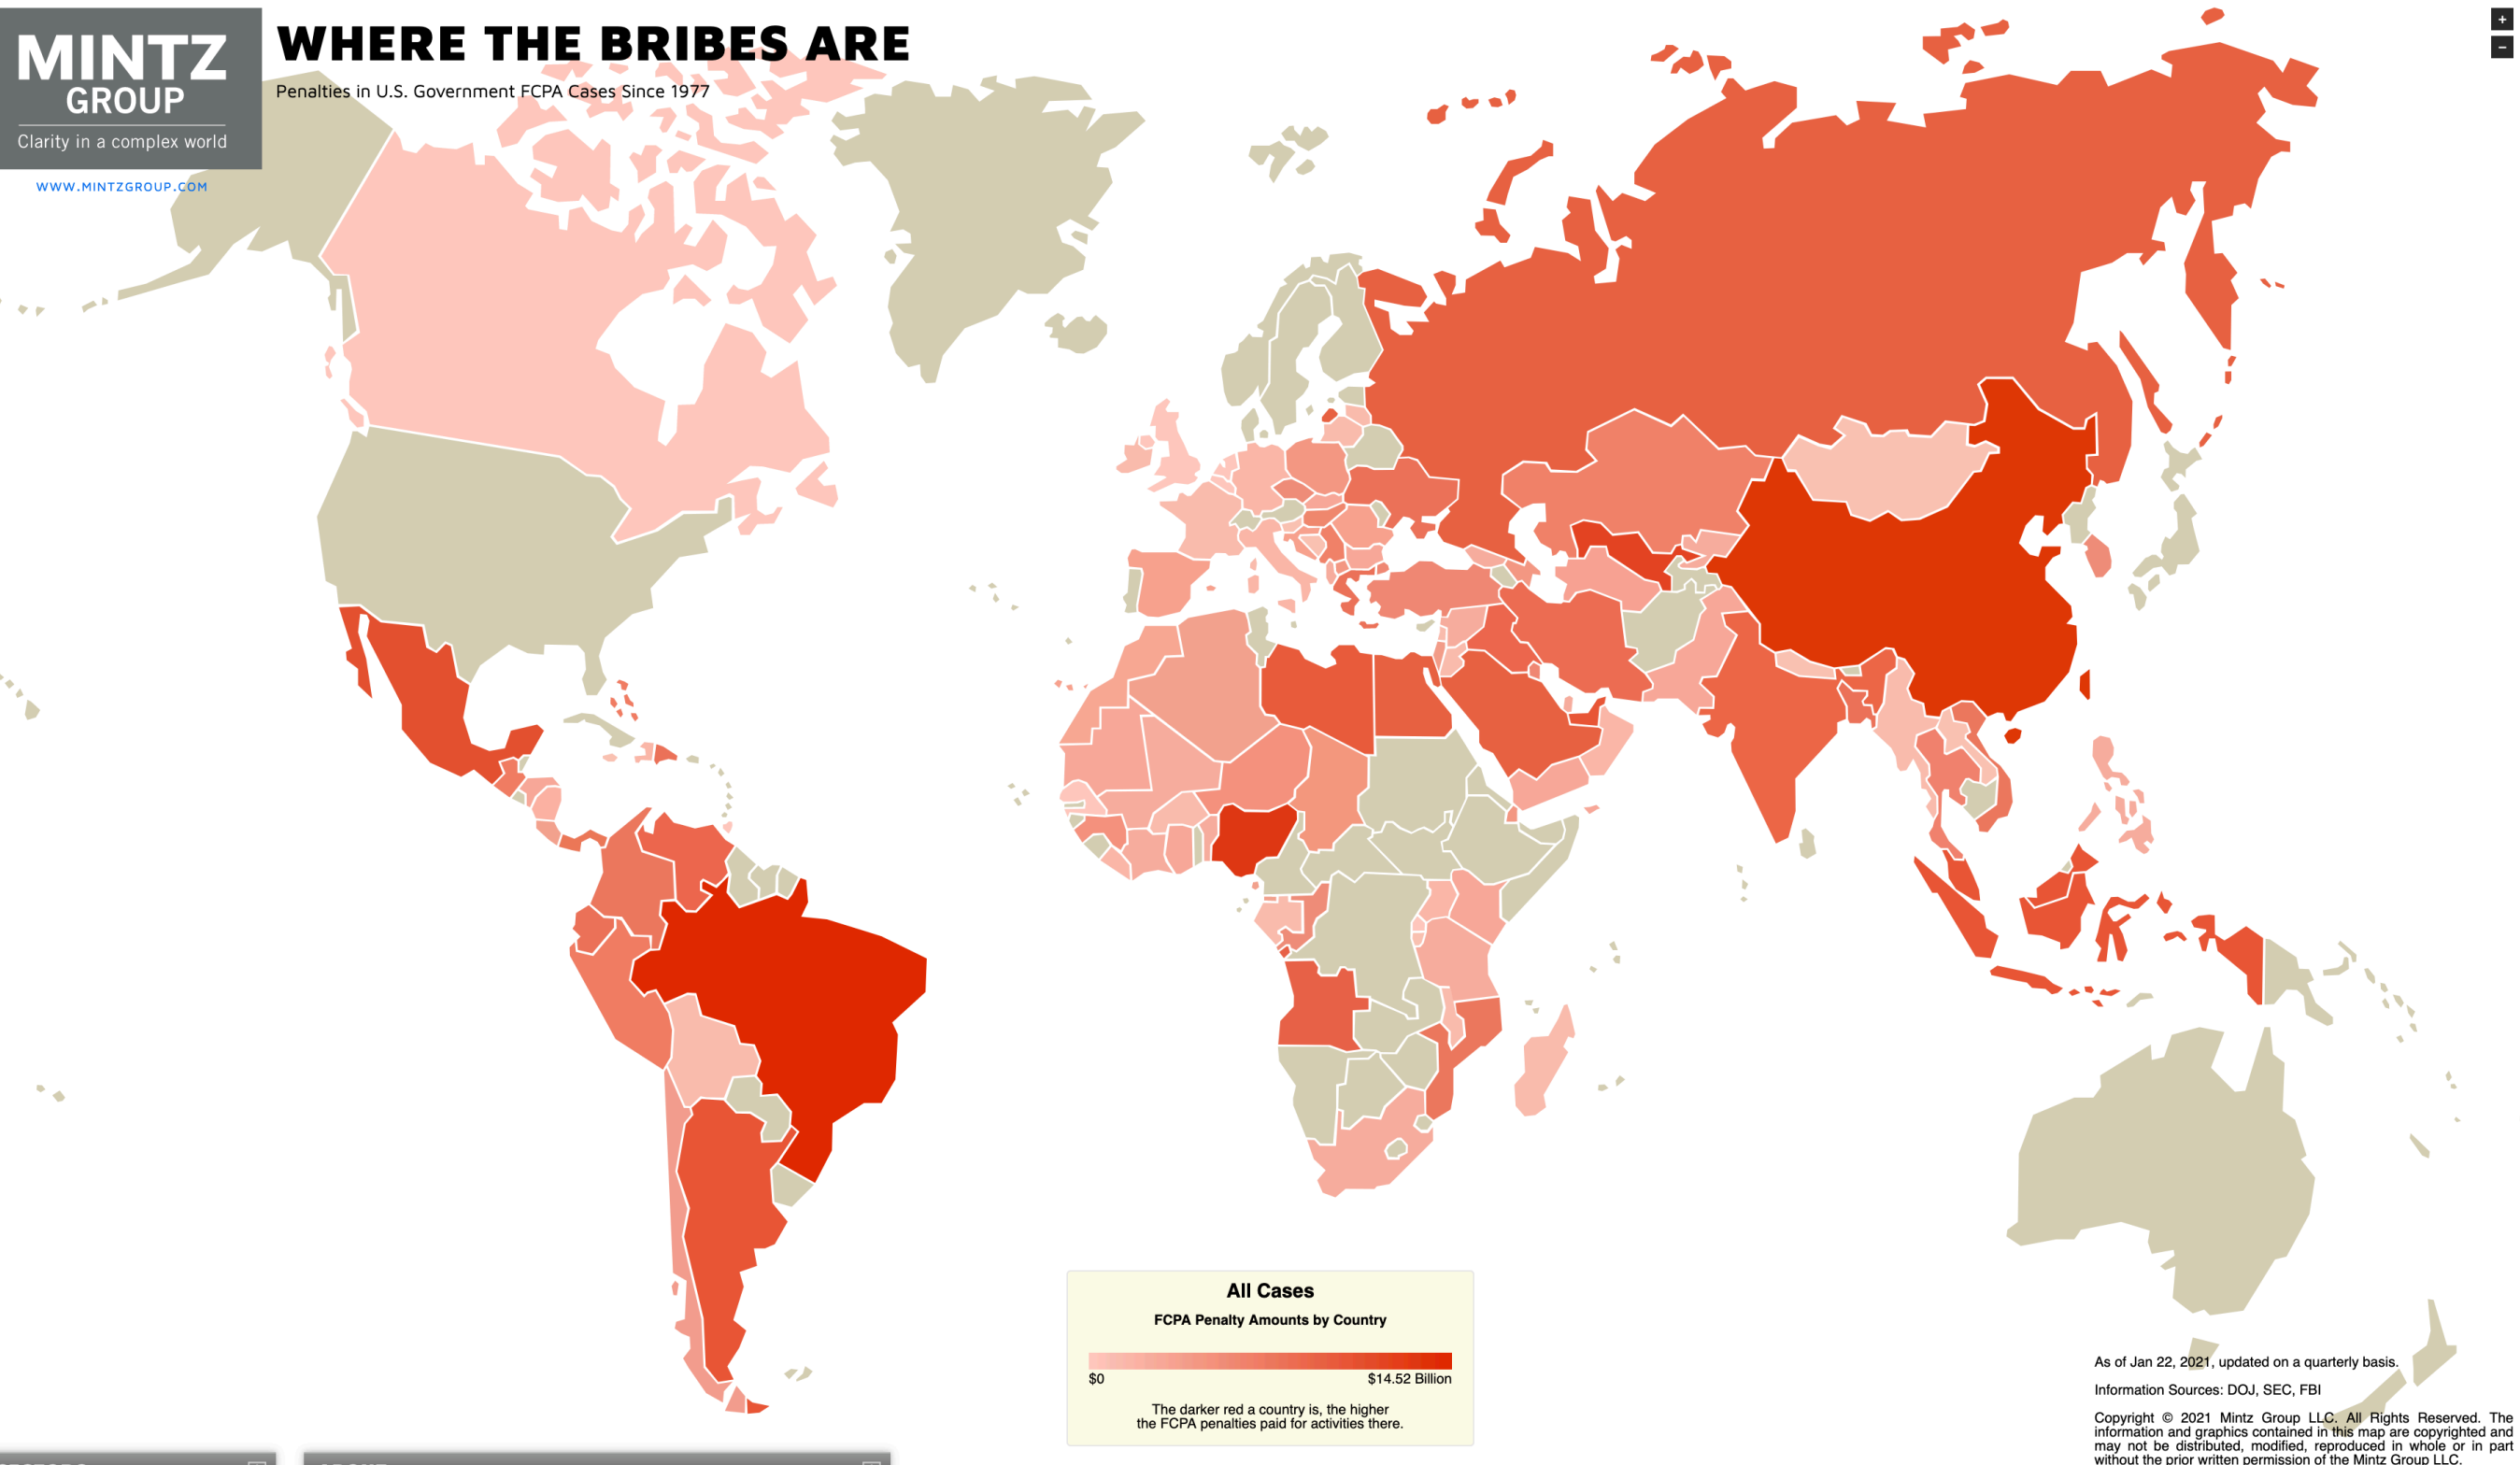 MINTZ
GROUP
Clarity in a complex world
WWW.MINTZGROUP.COM
WHERE THE BRIBES ARE
Penalties in U.S. Government FCPA Cases Since 1977
+
−
All Cases
FCPA Penalty Amounts by Country
$0 $14.52 Billion
The darker red a country is, the higher
the FCPA penalties paid for activities there.
As of Jan 22, 2021, updated on a quarterly basis.
Information Sources: DOJ, SEC, FBI
Copyright © 2021 Mintz Group LLC. All Rights Reserved. The
information and graphics contained in this map are copyrighted and
may not be distributed, modified, reproduced in whole or in part
without the prior written permission of the Mintz Group LLC.